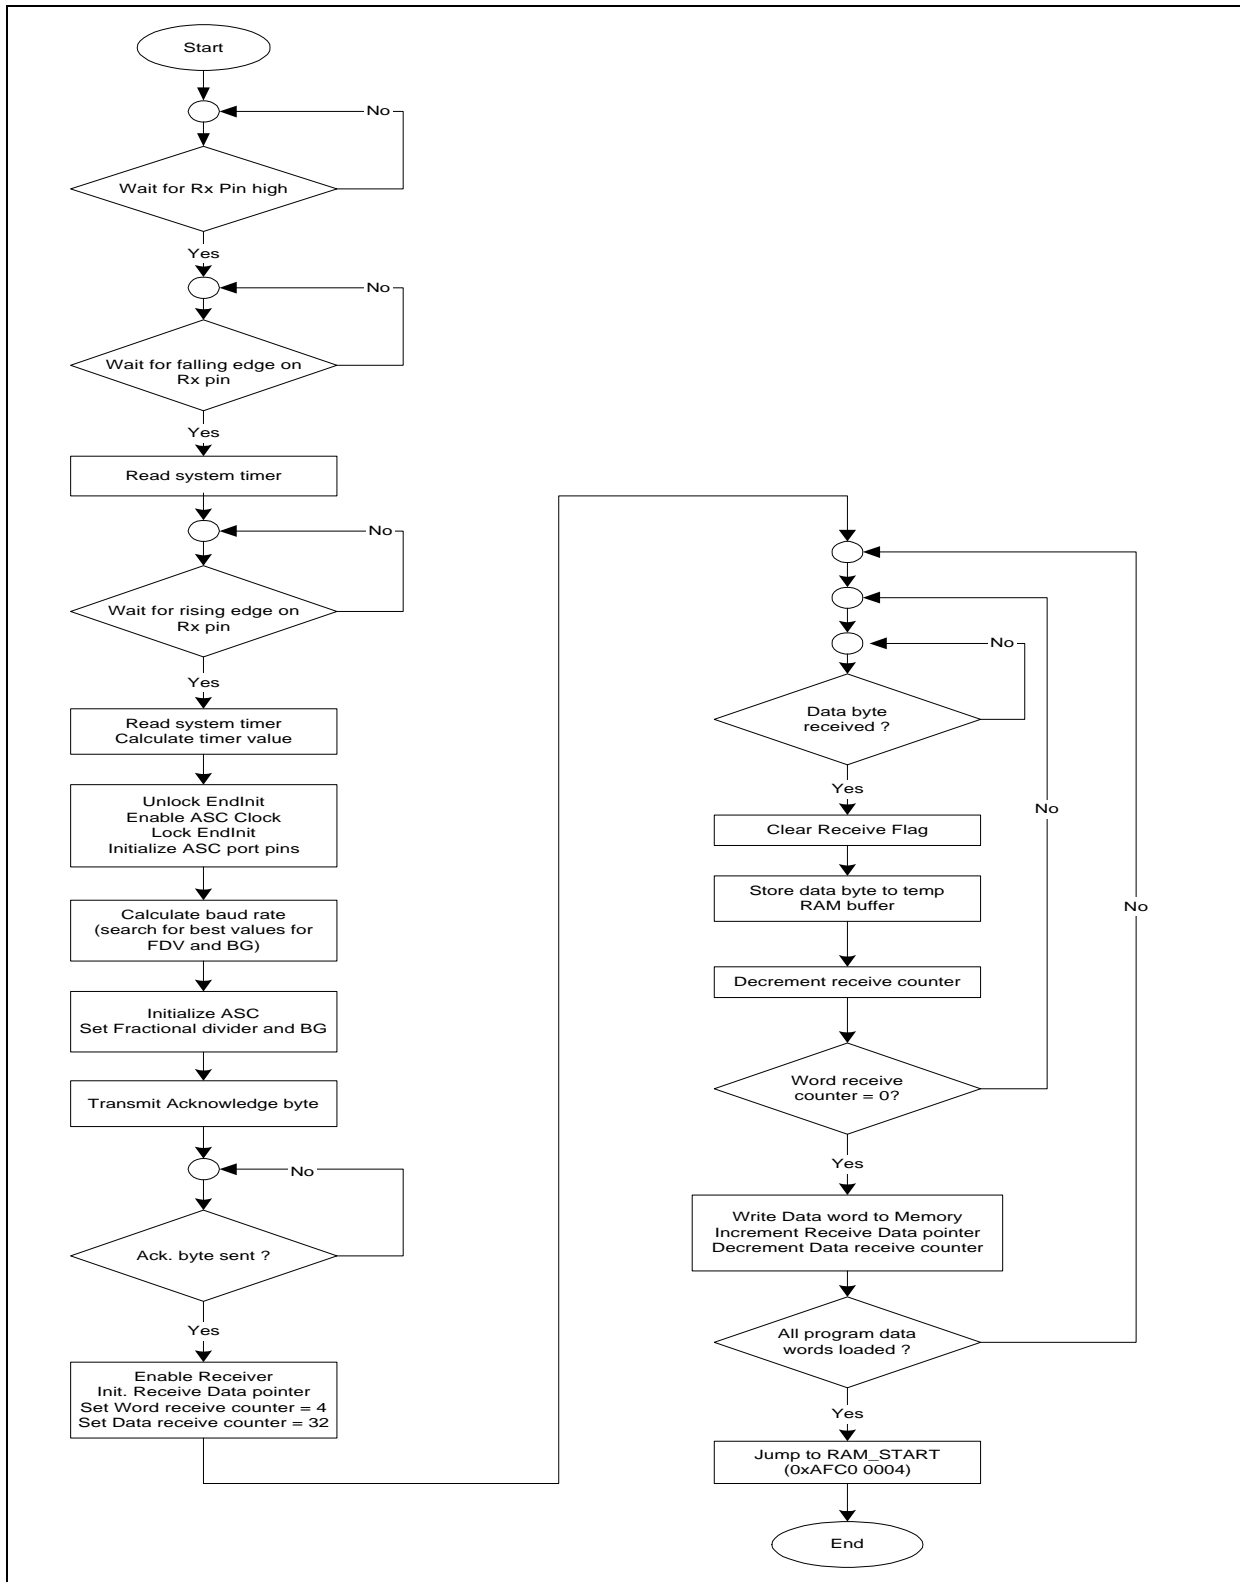 Start
No
Wait for Rx Pin high
Yes
No
Wait for falling edge on
Rx pin
Yes
Read system timer
No
Wait for rising edge on
Rx pin
Yes
Read system timer
Calculate timer value
Unlock EndInit
Enable ASC Clock
Lock EndInit
Initialize ASC port pins
Calculate baud rate
(search for best values for
FDV and BG)
Initialize ASC
Set Fractional divider and BG
Transmit Acknowledge byte
No
Ack. byte sent ?
Yes
Enable Receiver
Init. Receive Data pointer
Set Word receive counter = 4
Set Data receive counter = 32
No
Data byte
received ?
Yes
No
Clear Receive Flag
Store data byte to temp
RAM buffer
No
Decrement receive counter
Word receive
counter = 0?
Yes
Write Data word to Memory
Increment Receive Data pointer
Decrement Data receive counter
All program data
words loaded ?
Yes
Jump to RAM_START
(0xAFC0 0004)
End